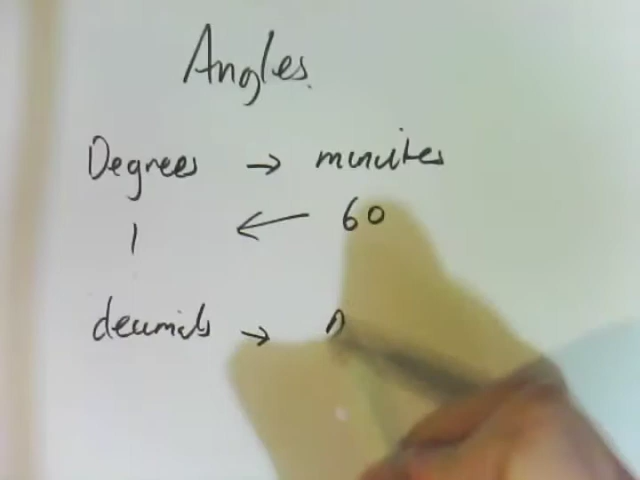 Angles.
Degrees → minutes
1 ← 60
decimals →